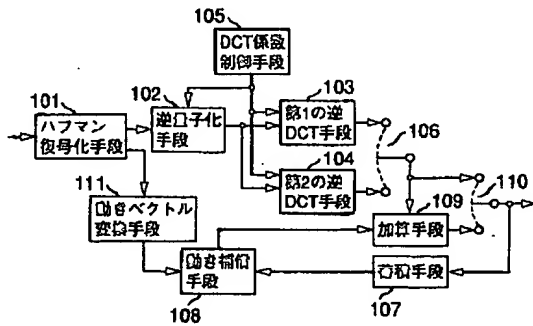 105
DCT係数
制御手段
101
ハフマン
復号化手段
102
逆量子化
手段
103
第1の逆
DCT手段
104
第2の逆
DCT手段
106
111
動きベクトル
変換手段
109
加算手段
110
動き補償
手段
108
蓄積手段
107